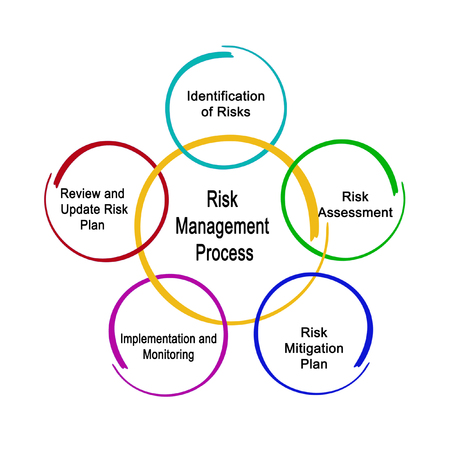 Identification
of Risks
Risk
Assessment
Risk
Mitigation
Plan
Implementation and
Monitoring
Review and
Update Risk
Plan
Risk
Management
Process